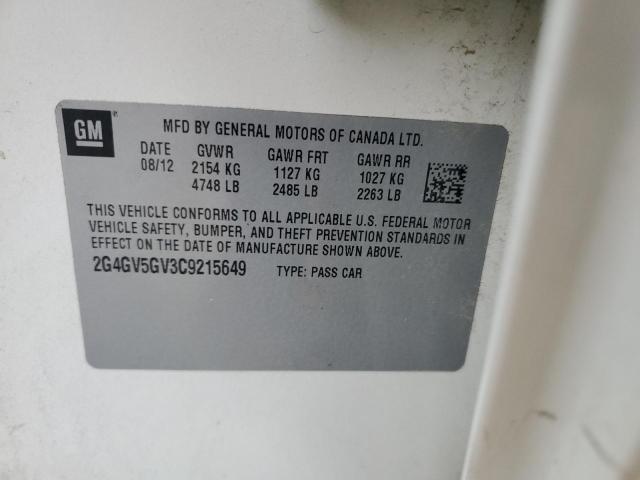 GM
MFD BY GENERAL MOTORS OF CANADA LTD.
DATE GVWR GAWR FRT GAWR RR
08/12 2154 KG 1127 KG 1027 KG
4748 LB 2485 LB 2263 LB
THIS VEHICLE CONFORMS TO ALL APPLICABLE U.S. FEDERAL MOTOR
VEHICLE SAFETY, BUMPER, AND THEFT PREVENTION STANDARDS IN
EFFECT ON THE DATE OF MANUFACTURE SHOWN ABOVE.
2G4GV5GV3C9215649 TYPE: PASS CAR